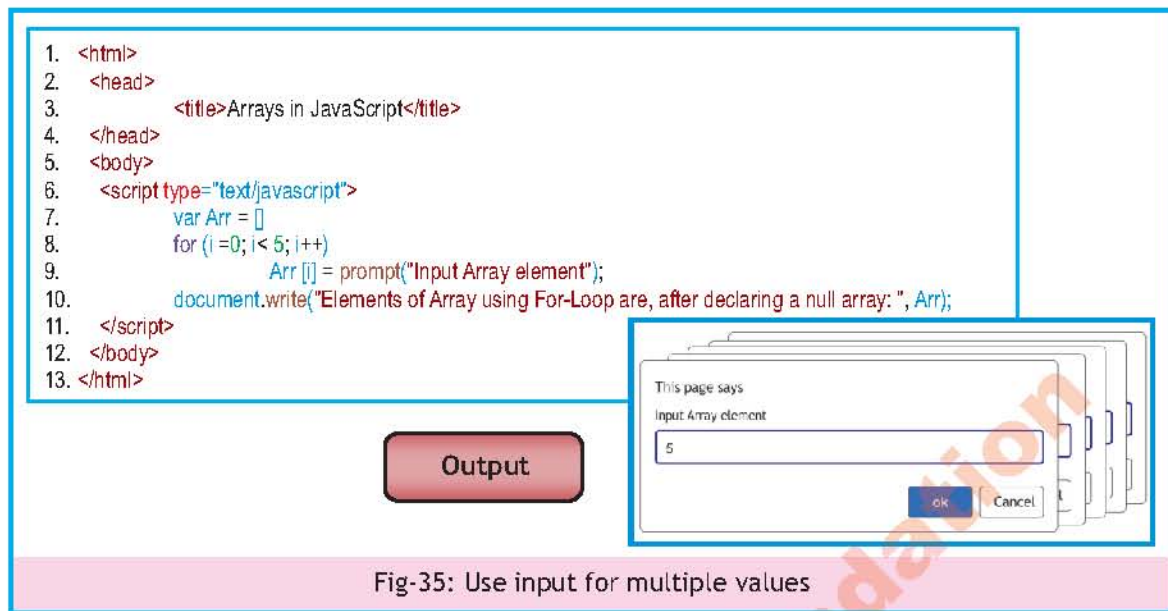 1. <html>
2. <head>
3. <title>Arrays in JavaScript</title>
4. </head>
5. <body>
6. <script type="text/javascript">
7. var Arr = []
8. for (i =0; i< 5; i++)
9. Arr [i] = prompt("Input Array element");
10. document.write("Elements of Array using For-Loop are, after declaring a null array: ", Arr);
11. </script>
12. </body>
13. </html>
This page says
Input Array element
5
ok Cancel
Output
Fig-35: Use input for multiple values